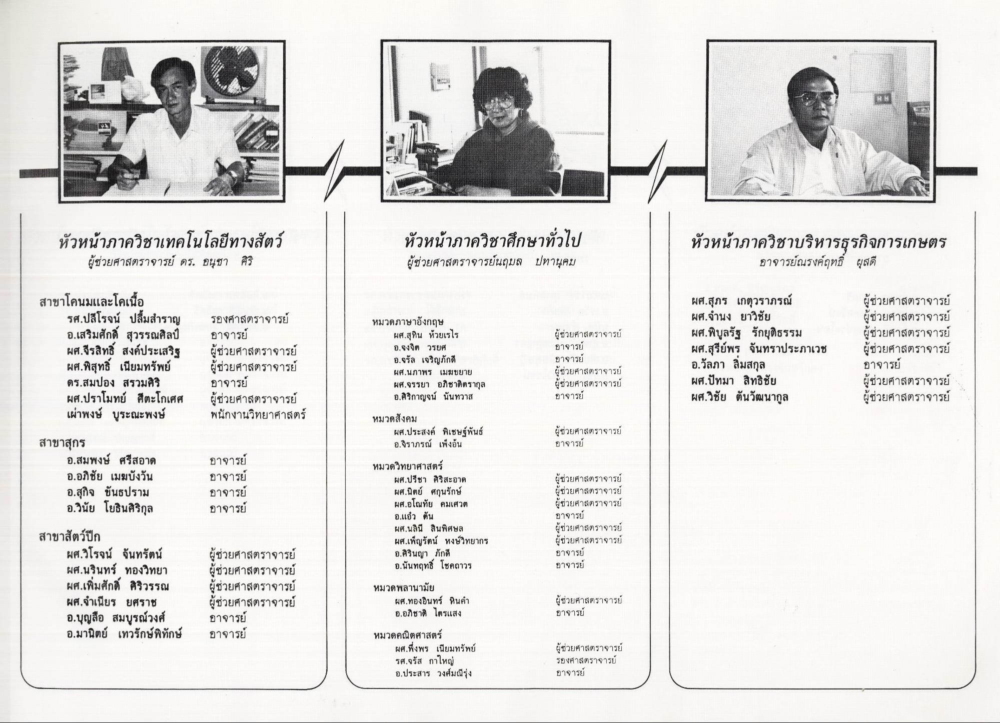 หัวหน้าภาควิชาเทคโนโลยีทางสัตว์
ผู้ช่วยศาสตราจารย์ ดร. อนุชา ศิริ
สาขาโคนมและโคเนื้อ
รศ.ปลีโรจน์ ปลื้มสำราญ รองศาสตราจารย์
อ.เสริมศักดิ์ สุวรรณศิลป์ อาจารย์
ผศ.จีรสิทธิ์ สงค์ประเสริฐ ผู้ช่วยศาสตราจารย์
ผศ.พิสุทธิ์ เนียมทรัพย์ ผู้ช่วยศาสตราจารย์
ดร.สมปอง สรวมศิริ อาจารย์
ผศ.ปราโมทย์ ศีตะโกเศศ ผู้ช่วยศาสตราจารย์
เผ่าพงษ์ บูระณะพงษ์ พนักงานวิทยาศาสตร์
สาขาสุกร
อ.สมพงษ์ ศรีสอาด อาจารย์
อ.อภิชัย เมฆบังวัน อาจารย์
อ.สุกิจ ขันธปราม อาจารย์
อ.วินัย โยธินศิริกุล อาจารย์
สาขาสัตว์ปีก
ผศ.วิโรจน์ จันทรัตน์ ผู้ช่วยศาสตราจารย์
ผศ.นรินทร์ ทองวิทยา ผู้ช่วยศาสตราจารย์
ผศ.เพิ่มศักดิ์ ศิริวรรณ ผู้ช่วยศาสตราจารย์
ผศ.จำเนียร ยศราช ผู้ช่วยศาสตราจารย์
อ.บุญลือ สมบูรณ์วงศ์ อาจารย์
อ.มานิตย์ เทวรักษ์พิทักษ์ อาจารย์
หัวหน้าภาควิชาศึกษาทั่วไป
ผู้ช่วยศาสตราจารย์นฤมล ปทานุคม
หมวดภาษาอังกฤษ
ผศ.สุทิน ห้วยเรไร ผู้ช่วยศาสตราจารย์
อ.จงจิต วรยศ อาจารย์
อ.จรัล เจริญภักดี อาจารย์
ผศ.นภาพร เมฆขยาย ผู้ช่วยศาสตราจารย์
ผศ.จรรยา อภิชาติตรากุล ผู้ช่วยศาสตราจารย์
อ.ศิริกาญจน์ นันทวาส อาจารย์
หมวดสังคม
ผศ.ประสงค์ พิเชษฐ์พันธ์ ผู้ช่วยศาสตราจารย์
อ.จิราภรณ์ เพ็งอ้น อาจารย์
หมวดวิทยาศาสตร์
ผศ.ปรีชา ศิริสะอาด ผู้ช่วยศาสตราจารย์
ผศ.นิตย์ ศกุนรักษ์ ผู้ช่วยศาสตราจารย์
ผศ.อโณทัย คมเศวต ผู้ช่วยศาสตราจารย์
อ.แอ๋ว ตัน อาจารย์
ผศ.นลินี สินพิศษล ผู้ช่วยศาสตราจารย์
ผศ.เพ็ญรัตน์ หงษ์วิทยากร ผู้ช่วยศาสตราจารย์
อ.ศิรินญา ภักดี อาจารย์
อ.นันทฤทธิ์ โชคถาวร อาจารย์
หมวดพลานามัย
ผศ.ทองอินทร์ หินคำ ผู้ช่วยศาสตราจารย์
อ.อภิชาติ ไตรแสง อาจารย์
หมวดคณิตศาสตร์
ผศ.พึ่งพร เนียมทรัพย์ ผู้ช่วยศาสตราจารย์
รศ.จรัส กาใหญ่ รองศาสตราจารย์
อ.ประสาร วงศ์มณีรุ่ง อาจารย์
หัวหน้าภาควิชาบริหารธุรกิจการเกษตร
อาจารย์ณรงค์ฤทธิ์ ผุสดี
ผศ.สุภร เกตุวราภรณ์ ผู้ช่วยศาสตราจารย์
ผศ.จำนง ยาวิชัย ผู้ช่วยศาสตราจารย์
ผศ.พิบูลรัฐ รักยุติธรรม ผู้ช่วยศาสตราจารย์
ผศ.สุรีย์พร จันทราประภาเวช ผู้ช่วยศาสตราจารย์
อ.วัลภา ลิ่มสกุล อาจารย์
ผศ.ปัทมา สิทธิชัย ผู้ช่วยศาสตราจารย์
ผศ.วิชัย ตันวัฒนากูล ผู้ช่วยศาสตราจารย์